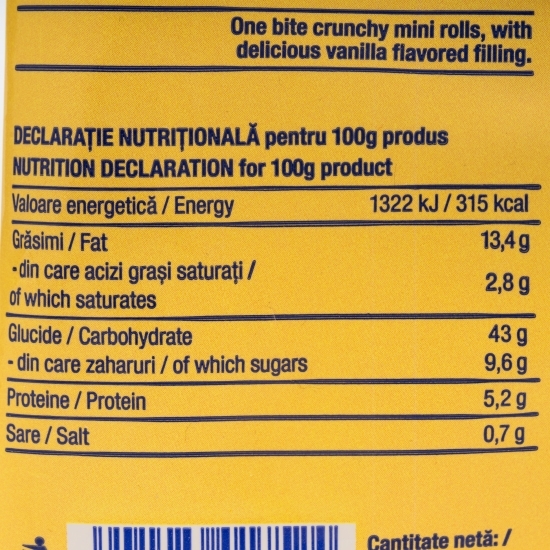 One bite crunchy mini rolls, with
delicious vanilla flavored filling.
DECLARAȚIE NUTRIȚIONALĂ pentru 100g produs
NUTRITION DECLARATION for 100g product
Valoare energetică / Energy 1322 kJ / 315 kcal
Grăsimi / Fat 13,4 g
- din care acizi grași saturați /
of which saturates 2,8 g
Glucide / Carbohydrate 43 g
- din care zaharuri / of which sugars 9,6 g
Proteine / Protein 5,2 g
Sare / Salt 0,7 g
Cantitate netă: /